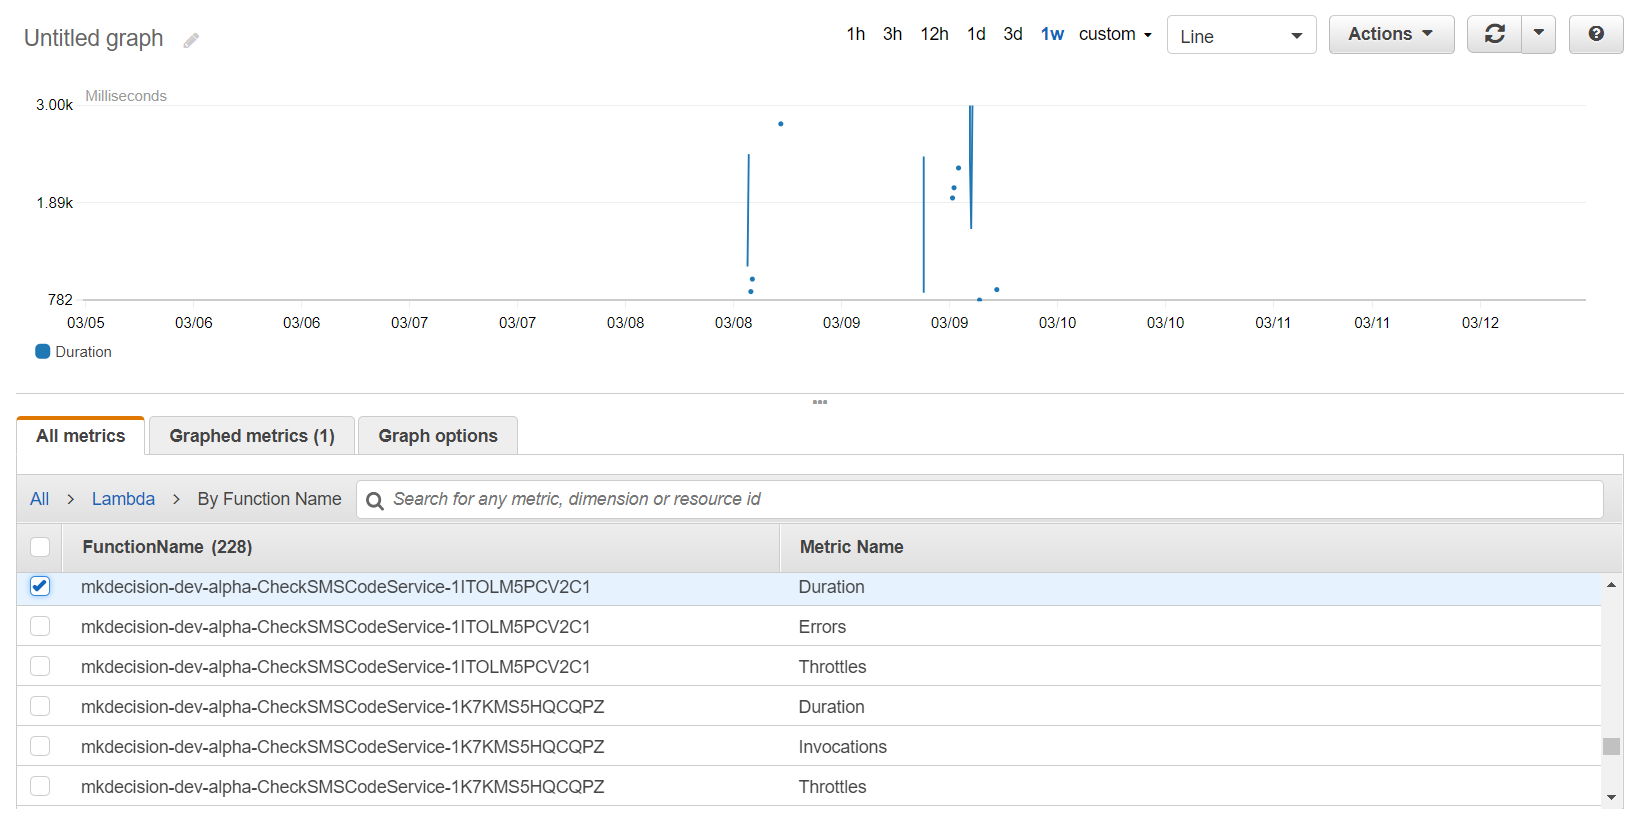 Untitled graph
1h 3h 12h 1d 3d 1w custom Line Actions
Milliseconds
3.00k
1.89k
782
03/05 03/06 03/06 03/07 03/07 03/08 03/08 03/09 03/09 03/10 03/10 03/11 03/11 03/12
Duration
All metrics Graphed metrics (1) Graph options
All > Lambda > By Function Name Search for any metric, dimension or resource id
FunctionName (228) Metric Name
mkdecision-dev-alpha-CheckSMSCodeService-1ITOLM5PCV2C1 Duration
mkdecision-dev-alpha-CheckSMSCodeService-1ITOLM5PCV2C1 Errors
mkdecision-dev-alpha-CheckSMSCodeService-1ITOLM5PCV2C1 Throttles
mkdecision-dev-alpha-CheckSMSCodeService-1K7KMS5HQCQPZ Duration
mkdecision-dev-alpha-CheckSMSCodeService-1K7KMS5HQCQPZ Invocations
mkdecision-dev-alpha-CheckSMSCodeService-1K7KMS5HQCQPZ Throttles